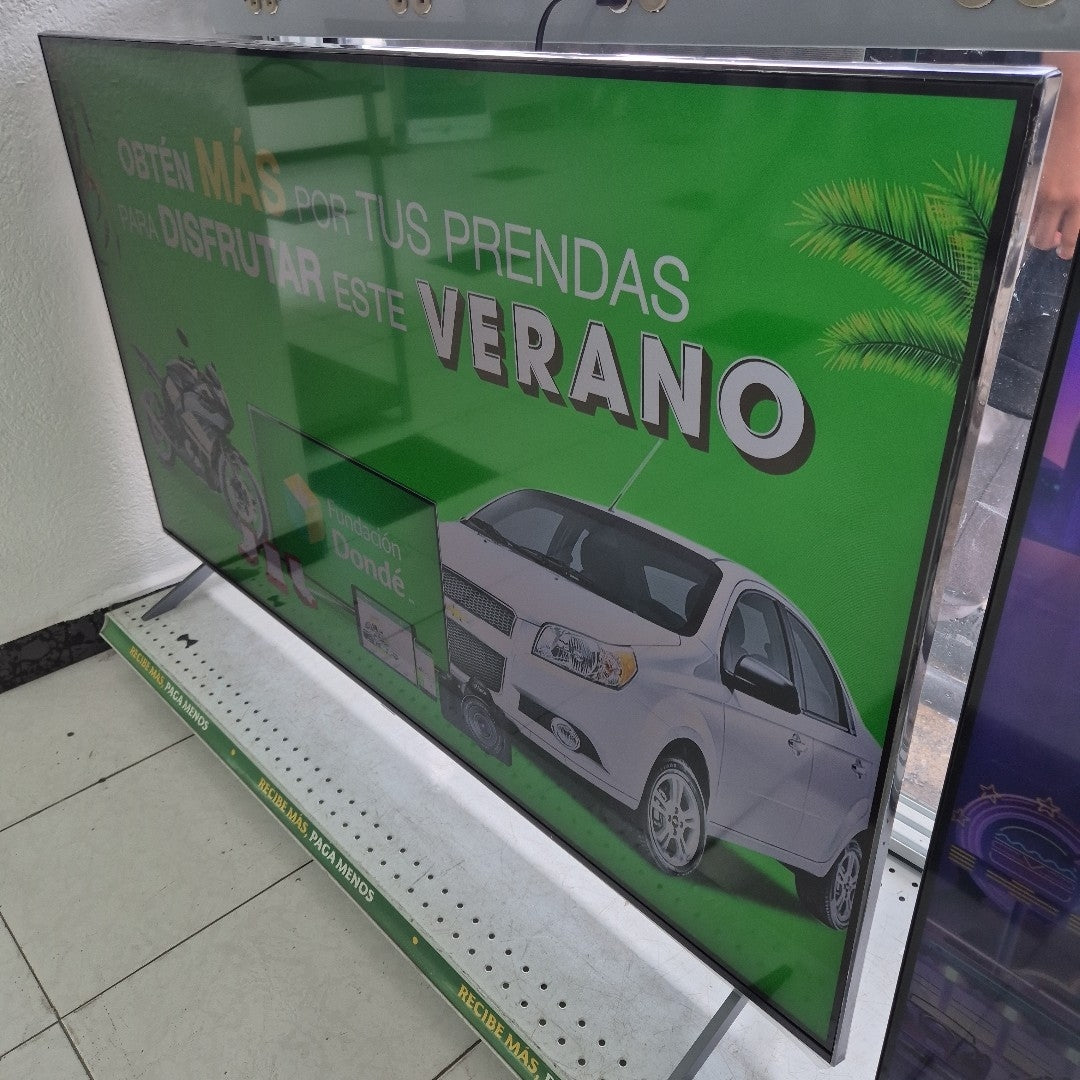 OBTÉN MÁS POR TUS PRENDAS
PARA DISFRUTAR ESTE VERANO
Fundación
Dondé
RECIBE MÁS, PAGA MENOS
RECIBE MÁS, PAGA MENOS
RECIBE MÁS,